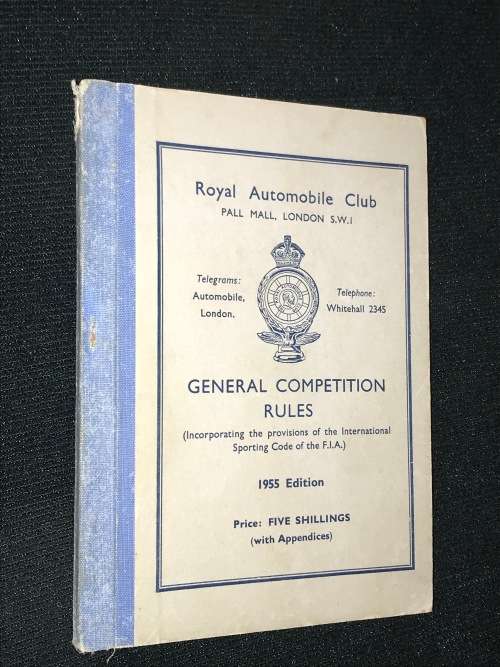 Royal Automobile Club
PALL MALL, LONDON S.W.1
Telegrams:
Automobile,
London.
Telephone:
Whitehall 2345
GENERAL COMPETITION
RULES
(Incorporating the provisions of the International
Sporting Code of the F.I.A.)
1955 Edition
Price: FIVE SHILLINGS
(with Appendices)